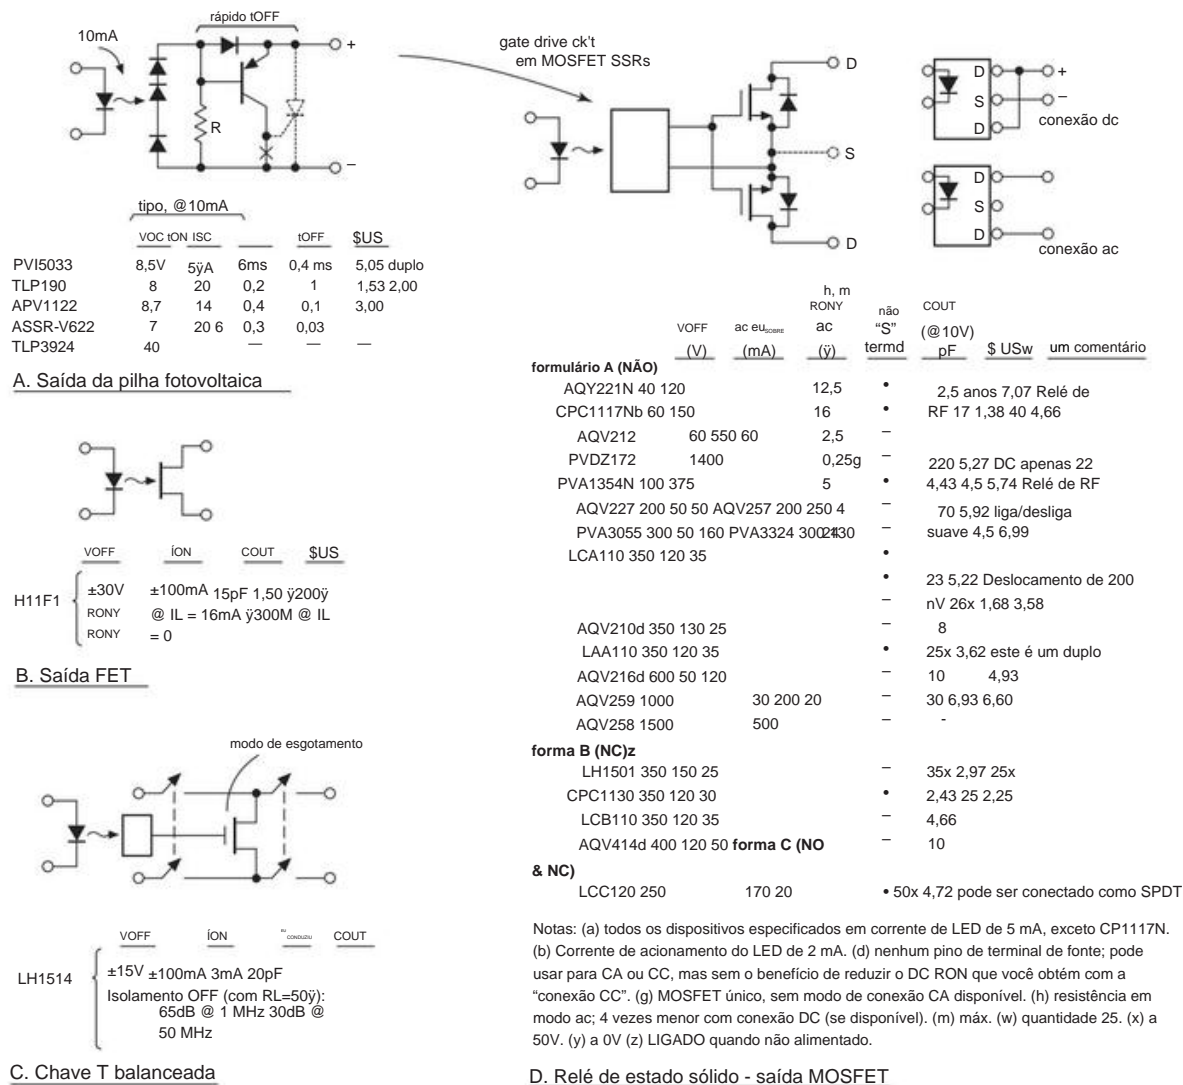 rápido tOFF
10mA
+
R
–
tipo, @10mA
VOC tON ISC tOFF $US
PVI5033 8,5V 5ÿA 6ms 0,4 ms 5,05 duplo
TLP190 8 20 0,2 1 1,53 2,00
APV1122 8,7 14 0,4 0,1 3,00
ASSR-V622 7 20 6 0,3 0,03
TLP3924 40 — — —
A. Saída da pilha fotovoltaica
VOFF ÍON COUT $US
H11F1
±30V ±100mA 15pF 1,50 ÿ200ÿ
RONY @ IL = 16mA ÿ300M @ IL
RONY = 0
B. Saída FET
modo de esgotamento
VOFF ÍON EU CONDUZIU COUT
LH1514
±15V ±100mA 3mA 20pF
Isolamento OFF (com RL=50ÿ):
65dB @ 1 MHz 30dB @
50 MHz
C. Chave T balanceada
gate drive ck't
em MOSFET SSRs
D
S
D
D
S
D
+
–
conexão dc
D
S
D
conexão ac
h, m
RONY não COUT
VOFF ac eu SOBRE ac “S” (@10V)
(V) (mA) (ÿ) termd pF $ USw um comentário
formulário A (NÃO)
AQY221N 40 120 12,5 • 2,5 anos 7,07 Relé de
CPC1117Nb 60 150 16 • RF 17 1,38 40 4,66
AQV212 60 550 60 2,5 –
PVDZ172 1400 0,25g – 220 5,27 DC apenas 22
PVA1354N 100 375 5 • 4,43 4,5 5,74 Relé de RF
AQV227 200 50 50 AQV257 200 250 4 – 70 5,92 liga/desliga
PVA3055 300 50 160 PVA3324 300 130 24 – suave 4,5 6,99
LCA110 350 120 35 •
• 23 5,22 Deslocamento de 200
– nV 26x 1,68 3,58
AQV210d 350 130 25 – 8
LAA110 350 120 35 • 25x 3,62 este é um duplo
AQV216d 600 50 120 – 10 4,93
AQV259 1000 30 200 20 – 30 6,93 6,60
AQV258 1500 500 – -
forma B (NC)z
LH1501 350 150 25 – 35x 2,97 25x
CPC1130 350 120 30 • 2,43 25 2,25
LCB110 350 120 35 – 4,66
AQV414d 400 120 50 forma C (NO – 10
& NC)
LCC120 250 170 20 • 50x 4,72 pode ser conectado como SPDT
Notas: (a) todos os dispositivos especificados em corrente de LED de 5 mA, exceto CP1117N.
(b) Corrente de acionamento do LED de 2 mA. (d) nenhum pino de terminal de fonte; pode
usar para CA ou CC, mas sem o benefício de reduzir o DC RON que você obtém com a
“conexão CC”. (g) MOSFET único, sem modo de conexão CA disponível. (h) resistência em
modo ac; 4 vezes menor com conexão DC (se disponível). (m) máx. (w) quantidade 25. (x) a
50V. (y) a 0V (z) LIGADO quando não alimentado.
D. Relé de estado sólido - saída MOSFET